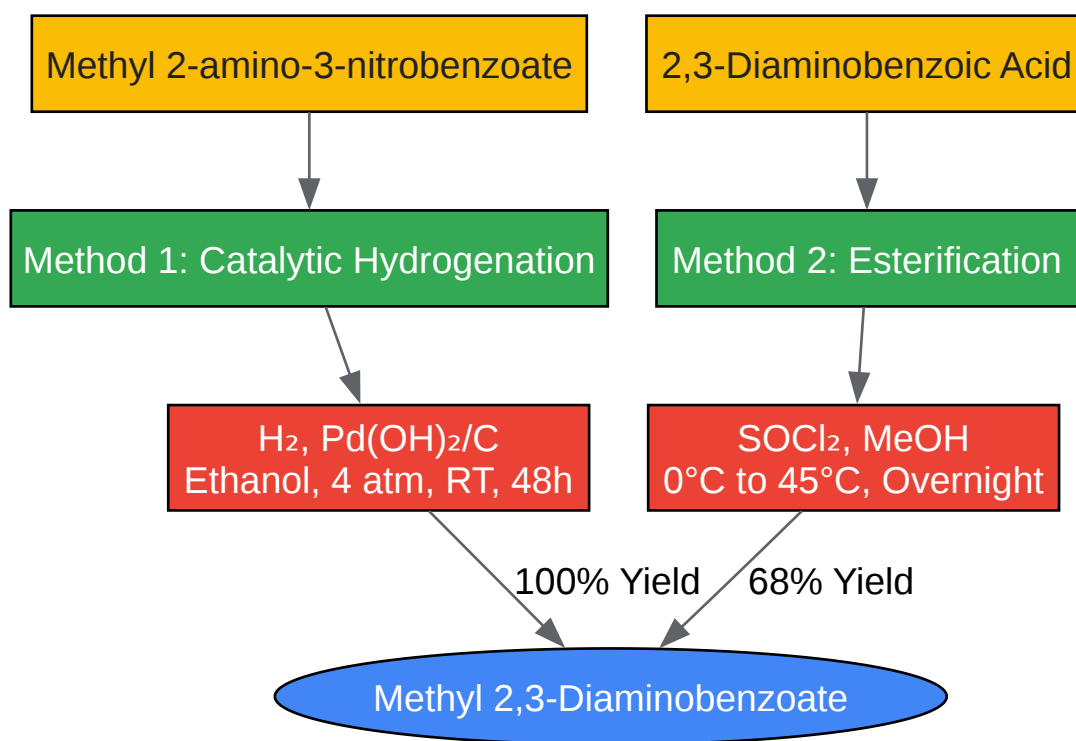 Methyl 2-amino-3-nitrobenzoate
2,3-Diaminobenzoic Acid
Method 1: Catalytic Hydrogenation
Method 2: Esterification
H₂, Pd(OH)₂/C
Ethanol, 4 atm, RT, 48h
SOCl₂, MeOH
0°C to 45°C, Overnight
100% Yield
68% Yield
Methyl 2,3-Diaminobenzoate